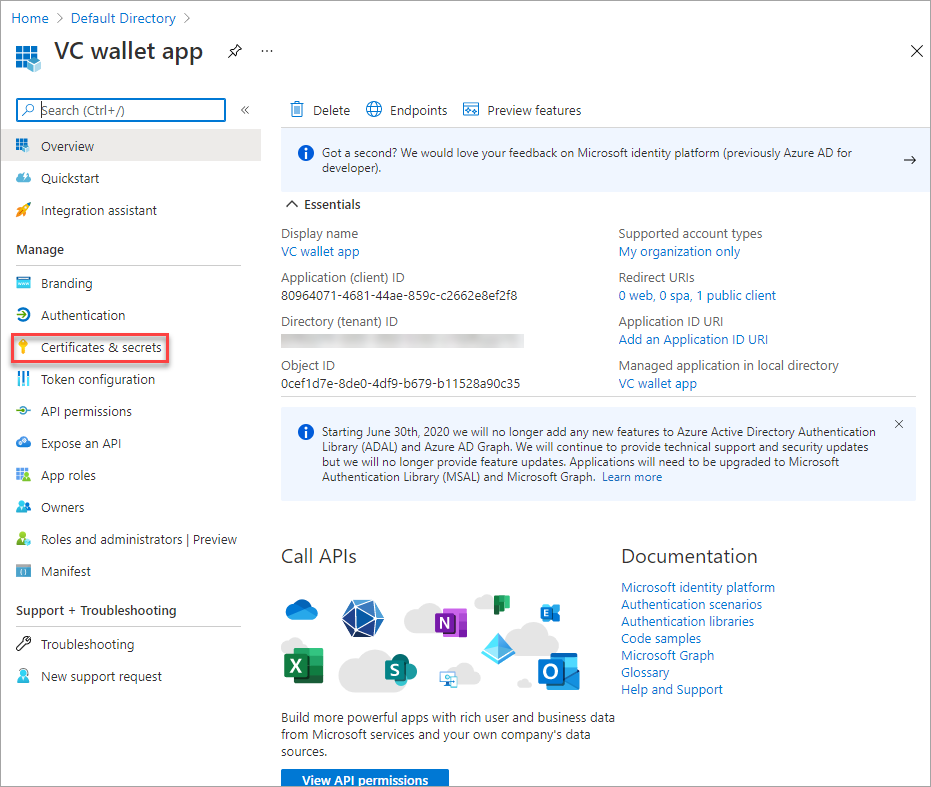 Home > Default Directory >
VC wallet app
Search (Ctrl+/)
Overview
Quickstart
Integration assistant
Manage
Branding
Authentication
Certificates & secrets
Token configuration
API permissions
Expose an API
App roles
Owners
Roles and administrators | Preview
Manifest
Support + Troubleshooting
Troubleshooting
New support request
Delete
Endpoints
Preview features
Got a second? We would love your feedback on Microsoft identity platform (previously Azure AD for
developer).
Essentials
Display name
VC wallet app
Application (client) ID
80964071-4681-44ae-859c-c2662e8ef2f8
Directory (tenant) ID
Object ID
0cef1d7e-8de0-4df9-b679-b11528a90c35
Supported account types
My organization only
Redirect URIs
0 web, 0 spa, 1 public client
Application ID URI
Add an Application ID URI
Managed application in local directory
VC wallet app
Starting June 30th, 2020 we will no longer add any new features to Azure Active Directory Authentication
Library (ADAL) and Azure AD Graph. We will continue to provide technical support and security updates
but we will no longer provide feature updates. Applications will need to be upgraded to Microsoft
Authentication Library (MSAL) and Microsoft Graph. Learn more
Call APIs
N
E
X
S
O
Build more powerful apps with rich user and business data
from Microsoft services and your own company's data
sources.
View API permissions
Documentation
Microsoft identity platform
Authentication scenarios
Authentication libraries
Code samples
Microsoft Graph
Glossary
Help and Support